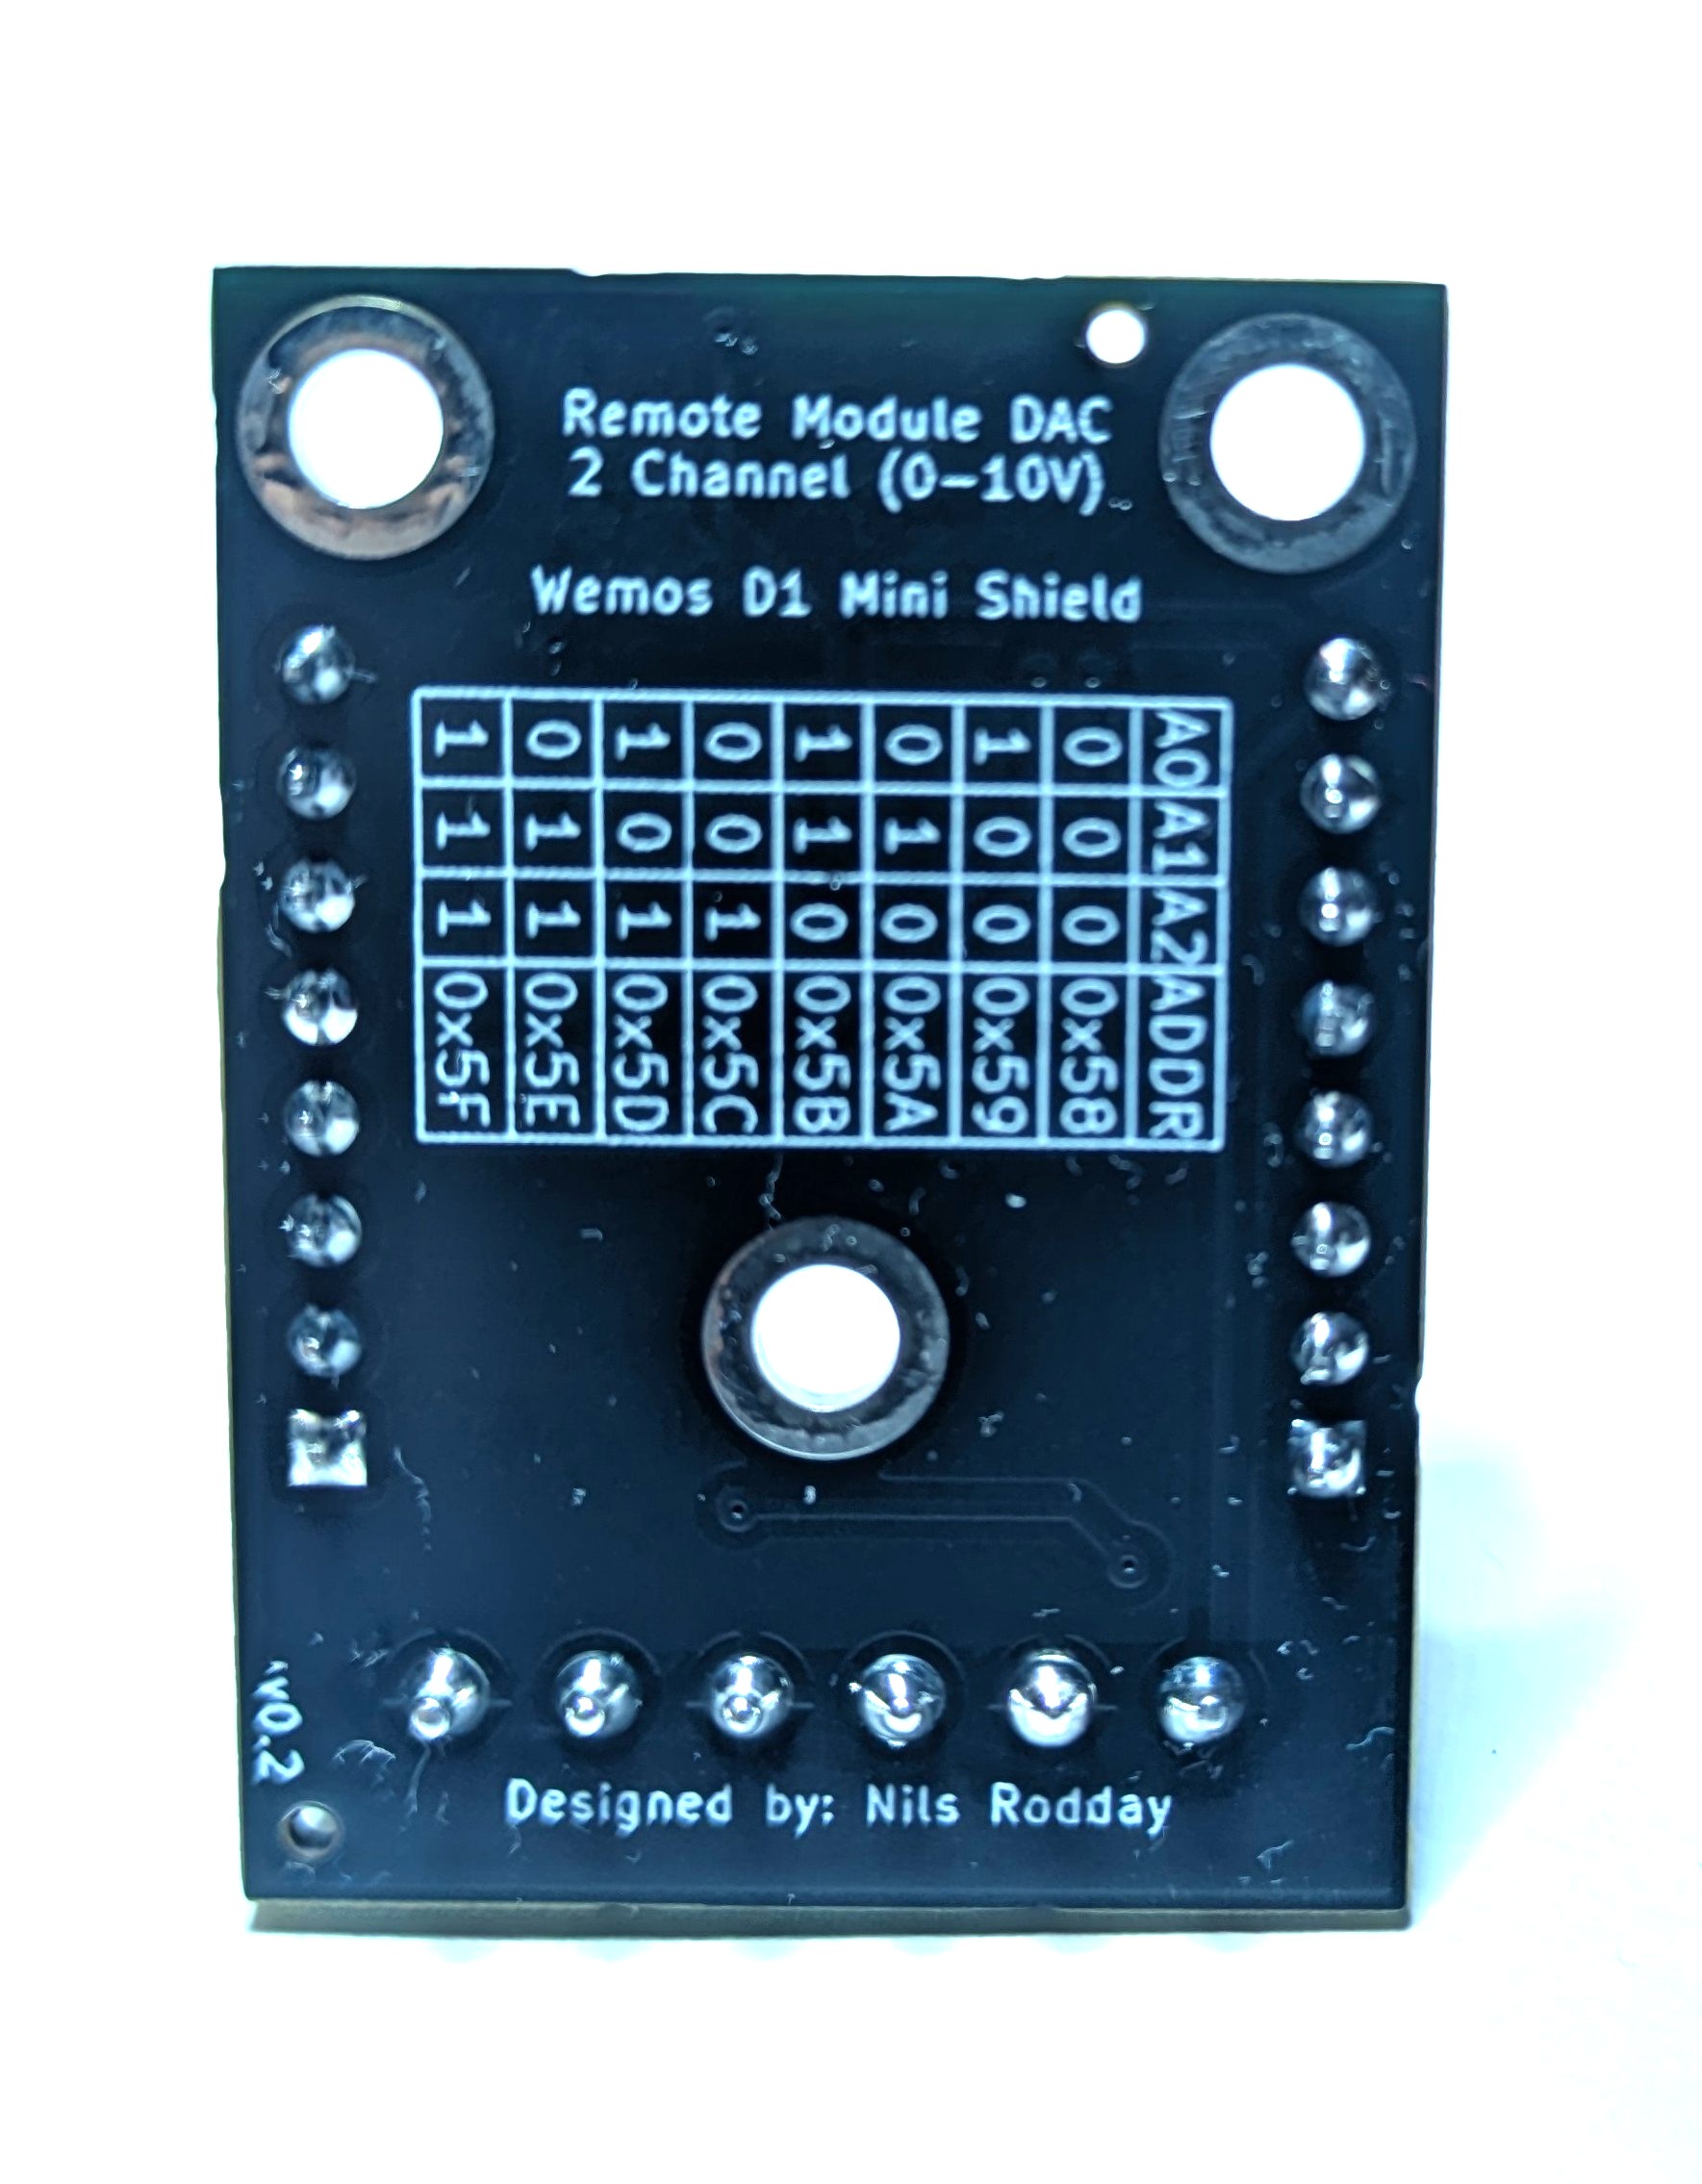 Remote Module DAC
2 Channel (0-10V)
Wemos D1 Mini Shield
A0 A1 A2 ADDR
0 0 0 0x58
1 0 0 0x59
0 1 0 0x5A
1 1 0 0x5B
0 0 1 0x5C
1 0 1 0x5D
0 1 1 0x5E
1 1 1 0x5F
v0.2
Designed by: Nils Rodday